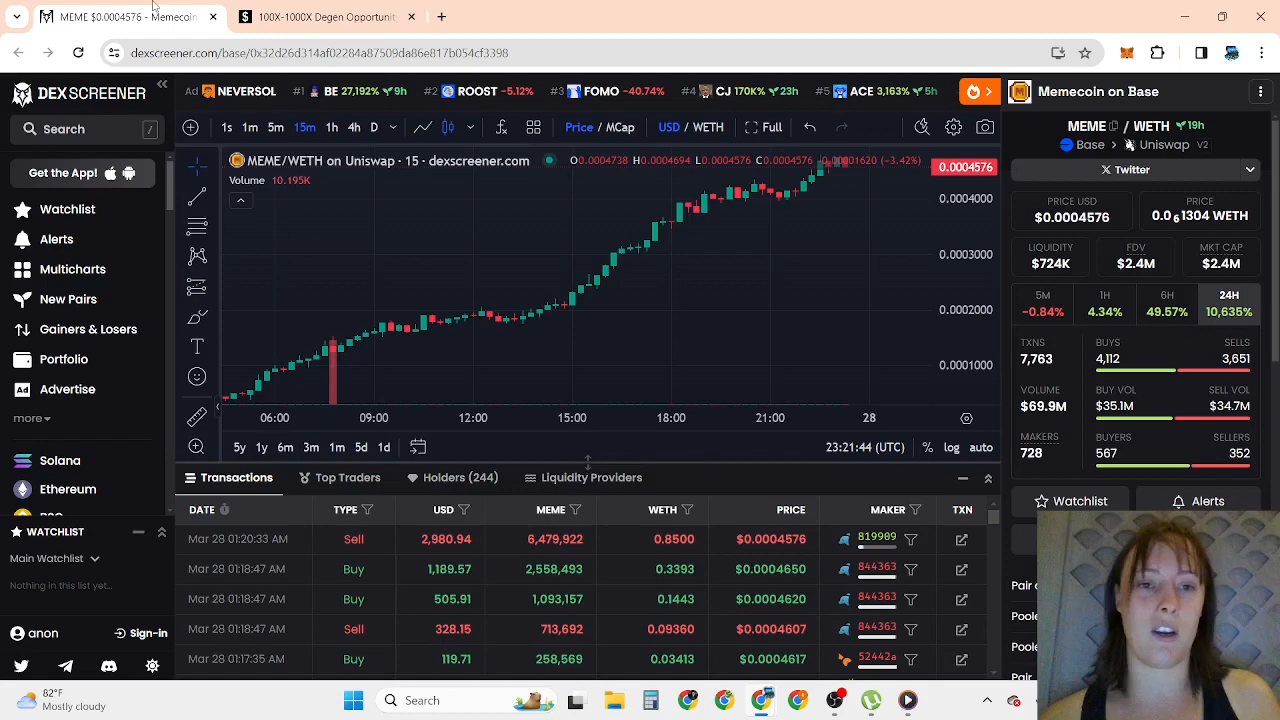 MEME $0.0004576 - Memecoin
100X-1000X Degen Opportunity
dexscreener.com/base/0x32d26d314af02284a87509da86e817b054cf3398
DEXSCREENER
Ad NEVERSOL #1 BE 27,192% 9h #2 ROOST -5.12% #3 FOMO -40.74% #4 CJ 170K% 23h #5 ACE 3,163% 5h
Memecoin on Base
Search /
1s 1m 5m 15m 1h 4h D Price / MCap USD / WETH Full
MEME / WETH 19h
Base > Uniswap V2
Get the App!
MEME/WETH on Uniswap · 15 · dexscreener.com O0.0004738 H0.0004694 L0.0004576 C0.0004576 -0.00001620 (-3.42%)
Volume 10.195K
0.0004576
0.0004000
0.0003000
0.0002000
0.0001000
Twitter
Watchlist
Alerts
Multicharts
New Pairs
Gainers & Losers
Portfolio
Ad Advertise
more
Solana
Ethereum
PRICE USD
$0.0004576
PRICE
0.0₆1304 WETH
LIQUIDITY
$724K
FDV
$2.4M
MKT CAP
$2.4M
5M
-0.84%
1H
4.34%
6H
49.57%
24H
10,635%
TXNS
7,763
BUYS
4,112
SELLS
3,651
VOLUME
$69.9M
BUY VOL
$35.1M
SELL VOL
$34.7M
MAKERS
728
BUYERS
567
SELLERS
352
06:00 09:00 12:00 15:00 18:00 21:00 28
5y 1y 6m 3m 1m 5d 1d 23:21:44 (UTC) % log auto
Transactions Top Traders Holders (244) Liquidity Providers
Watchlist Alerts
DATE TYPE USD MEME WETH PRICE MAKER TXN
Mar 28 01:20:33 AM Sell 2,980.94 6,479,922 0.8500 $0.0004576 819909
Mar 28 01:18:47 AM Buy 1,189.57 2,558,493 0.3393 $0.0004650 844363
Mar 28 01:18:47 AM Buy 505.91 1,093,157 0.1443 $0.0004620 844363
Mar 28 01:18:47 AM Sell 328.15 713,692 0.09360 $0.0004607 844363
Mar 28 01:17:35 AM Buy 119.71 258,569 0.03413 $0.0004617 52442a
WATCHLIST
Main Watchlist
Nothing in this list yet...
anon Sign-in
Pair
Poole
Poole
82°F
Mostly cloudy
Search